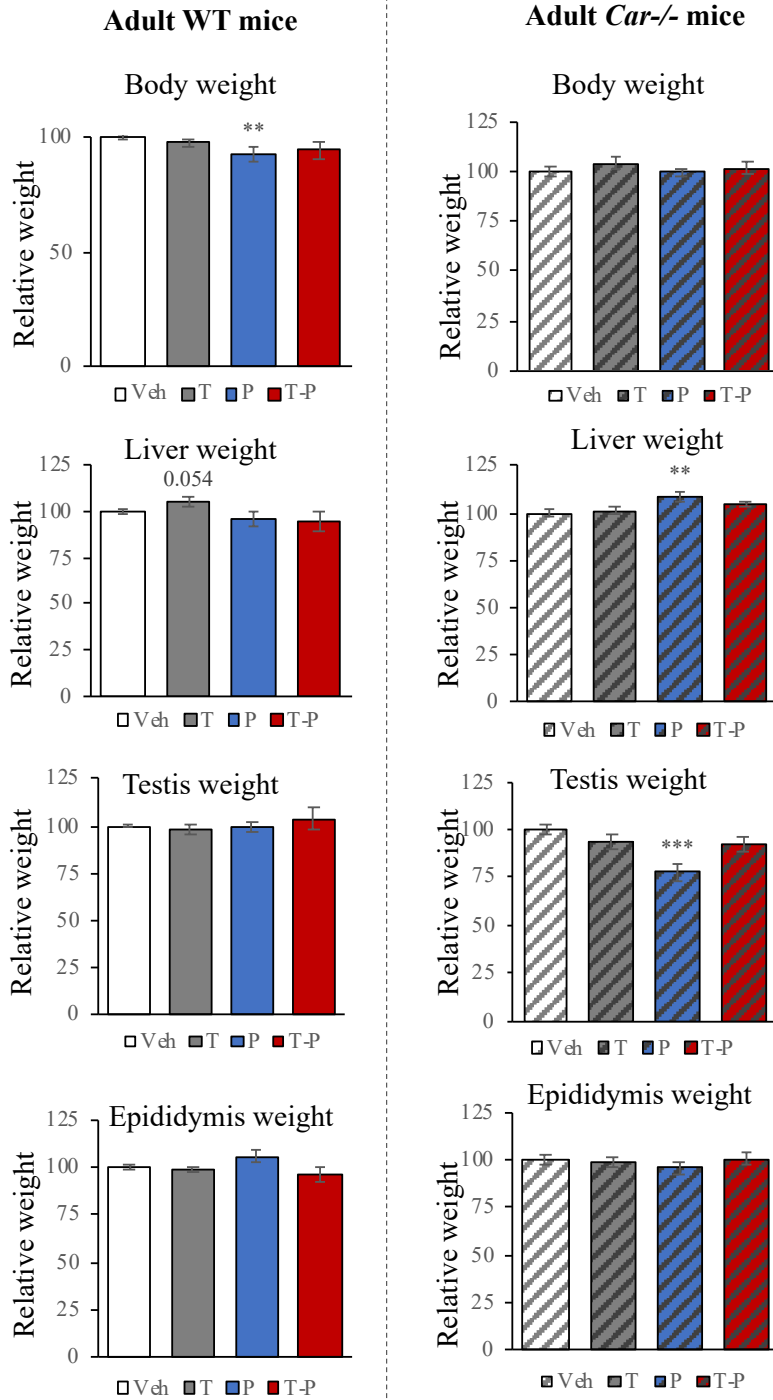 Adult WT mice
Body weight
**
100
50
0
Relative weight
Veh T P T-P
Liver weight
0.054
125
100
75
50
25
0
Relative weight
Veh T P T-P
Testis weight
125
100
75
50
25
0
Relative weight
Veh T P T-P
Epididymis weight
125
100
75
50
25
0
Relative weight
Veh T P T-P
Adult Car-/- mice
Body weight
125
100
75
50
25
0
Relative weight
Veh T P T-P
Liver weight
**
125
100
75
50
25
0
Relative weight
Veh T P T-P
Testis weight
***
125
100
75
50
25
0
Relative weight
Veh T P T-P
Epididymis weight
125
100
75
50
25
0
Relative weight
Veh T P T-P